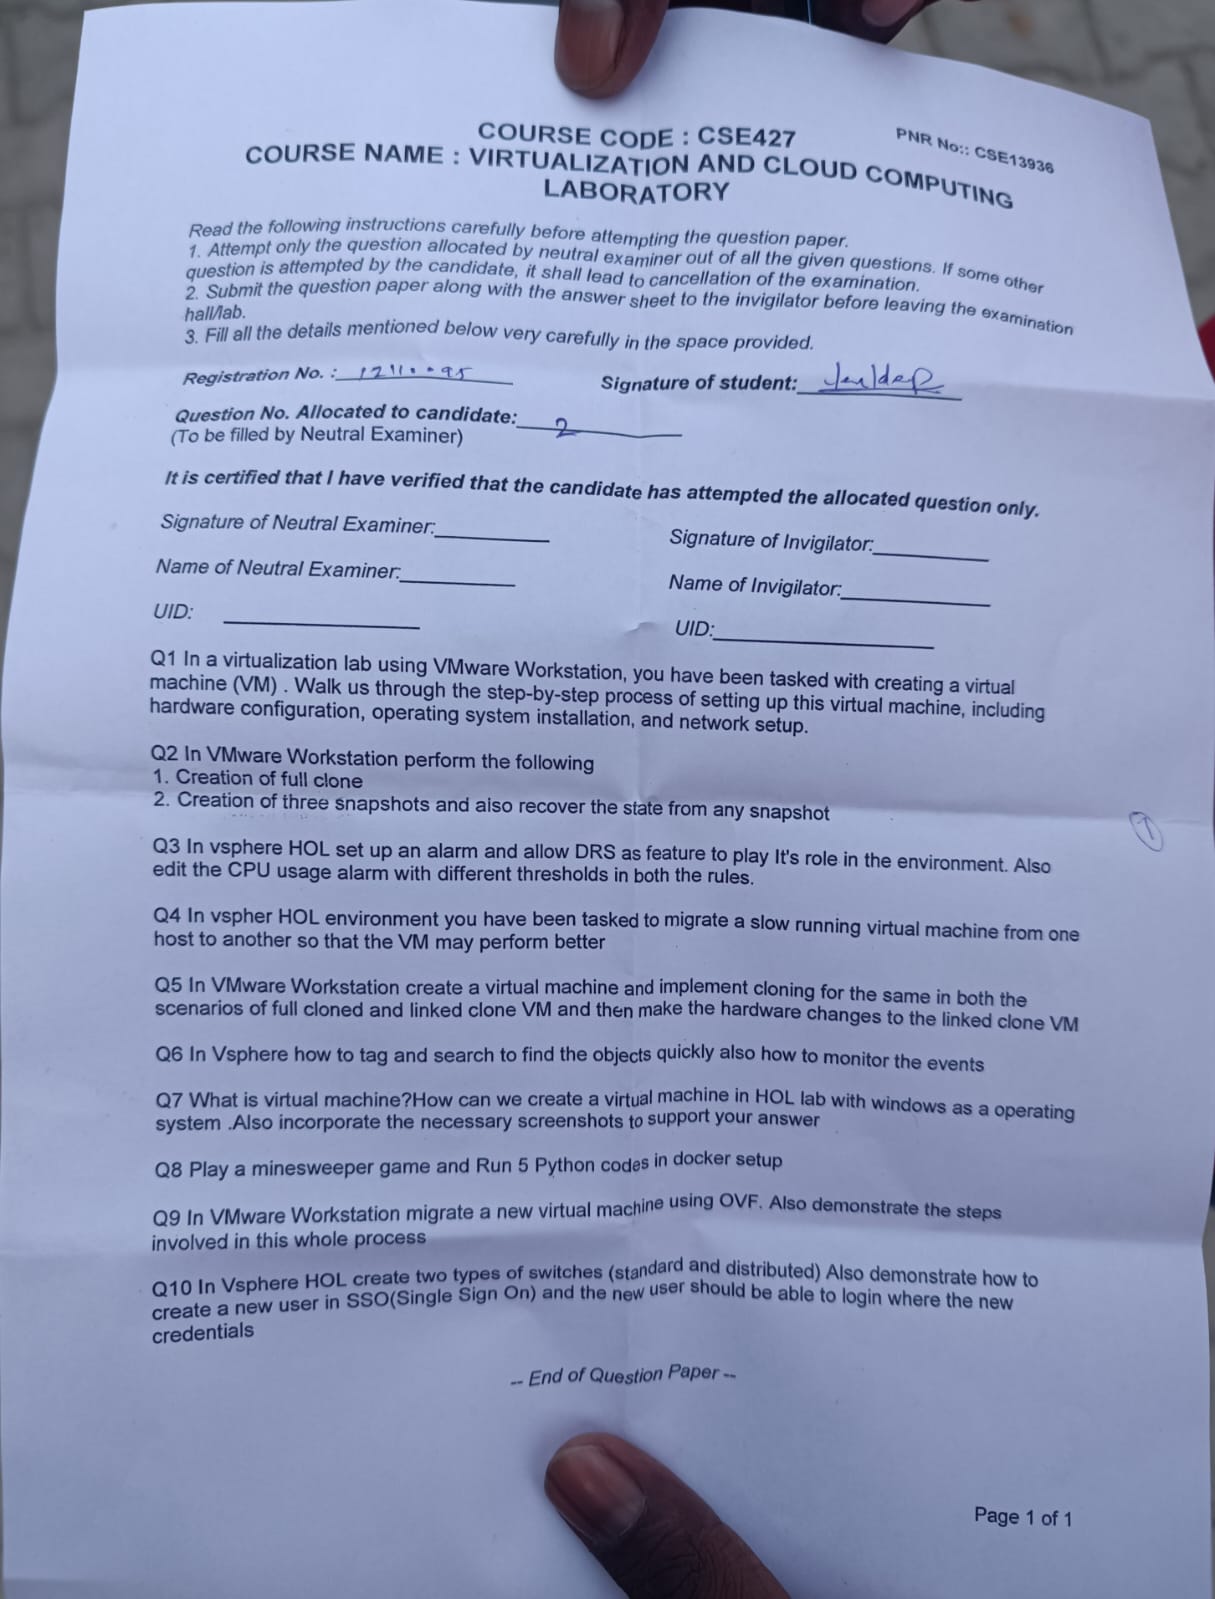 PNR No:: CSE13936
COURSE CODE : CSE427
COURSE NAME : VIRTUALIZATION AND CLOUD COMPUTING
LABORATORY
Read the following instructions carefully before attempting the question paper.
1. Attempt only the question allocated by neutral examiner out of all the given questions. If some other
question is attempted by the candidate, it shall lead to cancellation of the examination.
2. Submit the question paper along with the answer sheet to the invigilator before leaving the examination
hall/lab.
3. Fill all the details mentioned below very carefully in the space provided.
Registration No. : 12110095 Signature of student:
Question No. Allocated to candidate: 2
(To be filled by Neutral Examiner)
It is certified that I have verified that the candidate has attempted the allocated question only.
Signature of Neutral Examiner: Signature of Invigilator:
Name of Neutral Examiner: Name of Invigilator:
UID: UID:
Q1 In a virtualization lab using VMware Workstation, you have been tasked with creating a virtual
machine (VM) . Walk us through the step-by-step process of setting up this virtual machine, including
hardware configuration, operating system installation, and network setup.
Q2 In VMware Workstation perform the following
1. Creation of full clone
2. Creation of three snapshots and also recover the state from any snapshot
1
Q3 In vsphere HOL set up an alarm and allow DRS as feature to play It's role in the environment. Also
edit the CPU usage alarm with different thresholds in both the rules.
Q4 In vspher HOL environment you have been tasked to migrate a slow running virtual machine from one
host to another so that the VM may perform better
Q5 In VMware Workstation create a virtual machine and implement cloning for the same in both the
scenarios of full cloned and linked clone VM and then make the hardware changes to the linked clone VM
Q6 In Vsphere how to tag and search to find the objects quickly also how to monitor the events
Q7 What is virtual machine?How can we create a virtual machine in HOL lab with windows as a operating
system .Also incorporate the necessary screenshots to support your answer
Q8 Play a minesweeper game and Run 5 Python codes in docker setup
Q9 In VMware Workstation migrate a new virtual machine using OVF. Also demonstrate the steps
involved in this whole process
Q10 In Vsphere HOL create two types of switches (standard and distributed) Also demonstrate how to
create a new user in SSO(Single Sign On) and the new user should be able to login where the new
credentials
-- End of Question Paper --
Page 1 of 1